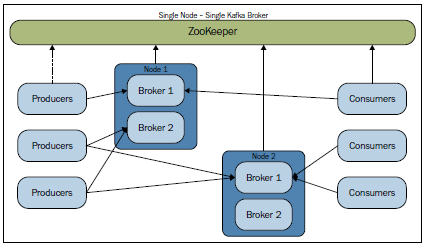 Single Node – Single Kafka Broker
ZooKeeper
Node 1
Producers
Broker 1
Consumers
Producers
Broker 2
Consumers
Node 2
Producers
Broker 1
Consumers
Broker 2